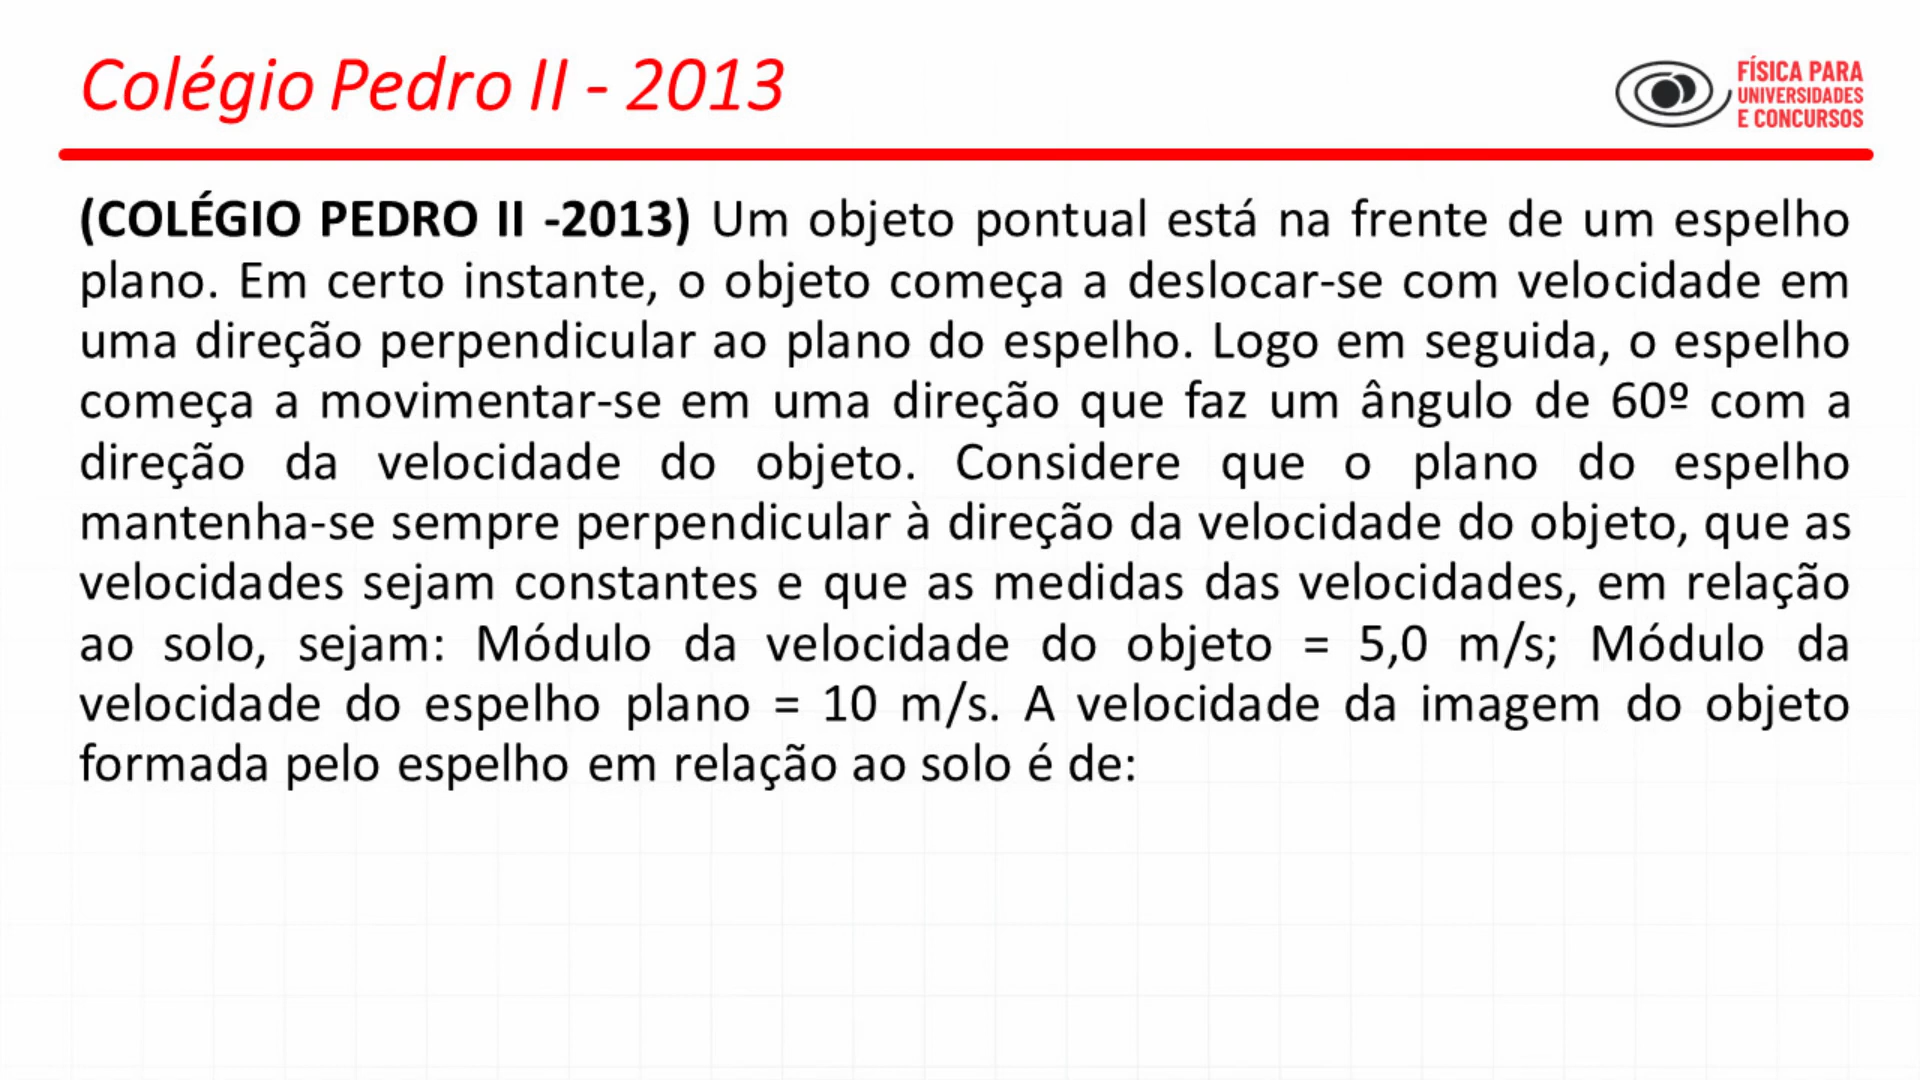 Colégio Pedro II - 2013
FÍSICA PARA
UNIVERSIDADES
E CONCURSOS
(COLÉGIO PEDRO II -2013) Um objeto pontual está na frente de um espelho
plano. Em certo instante, o objeto começa a deslocar-se com velocidade em
uma direção perpendicular ao plano do espelho. Logo em seguida, o espelho
começa a movimentar-se em uma direção que faz um ângulo de 60º com a
direção da velocidade do objeto. Considere que o plano do espelho
mantenha-se sempre perpendicular à direção da velocidade do objeto, que as
velocidades sejam constantes e que as medidas das velocidades, em relação
ao solo, sejam: Módulo da velocidade do objeto = 5,0 m/s; Módulo da
velocidade do espelho plano = 10 m/s. A velocidade da imagem do objeto
formada pelo espelho em relação ao solo é de: